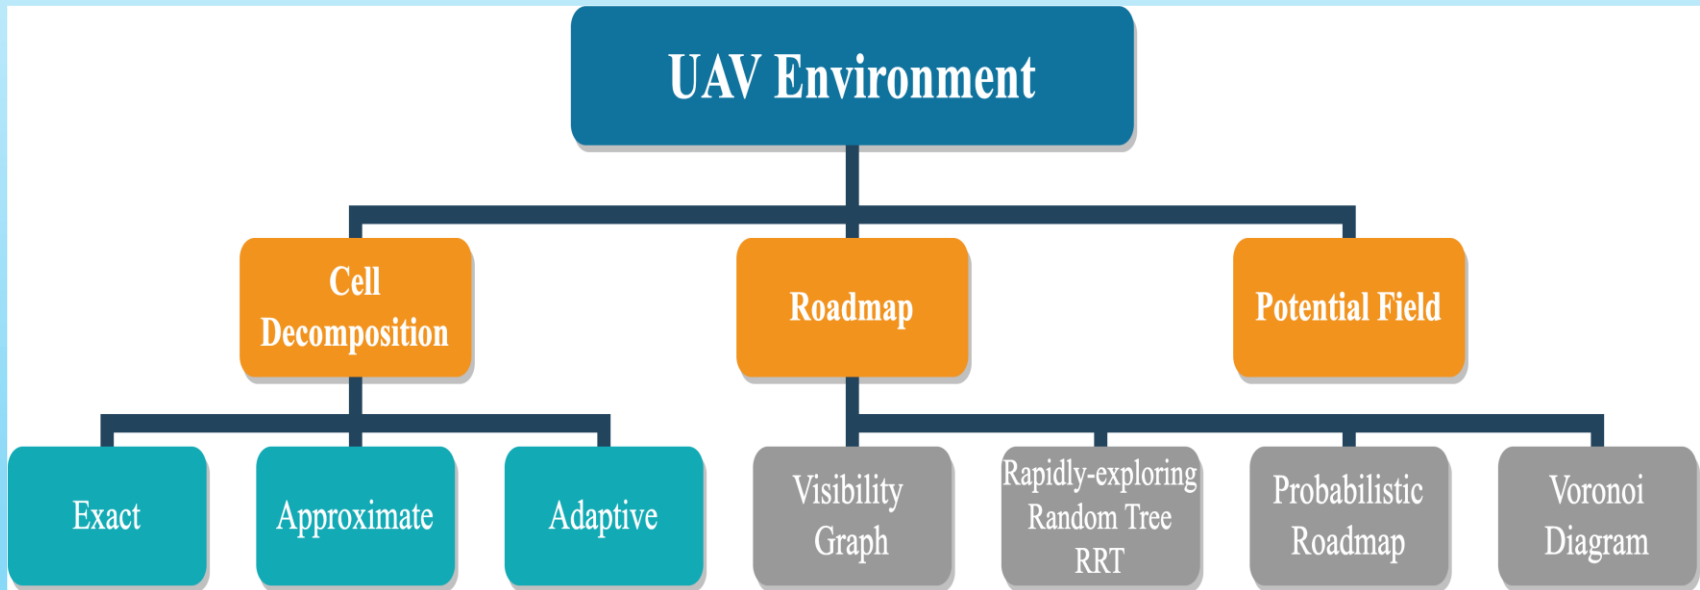 UAV Environment
Cell
Decomposition
Roadmap
Potential Field
Exact
Approximate
Adaptive
Visibility
Graph
Rapidly-exploring
Random Tree
RRT
Probabilistic
Roadmap
Voronoi
Diagram